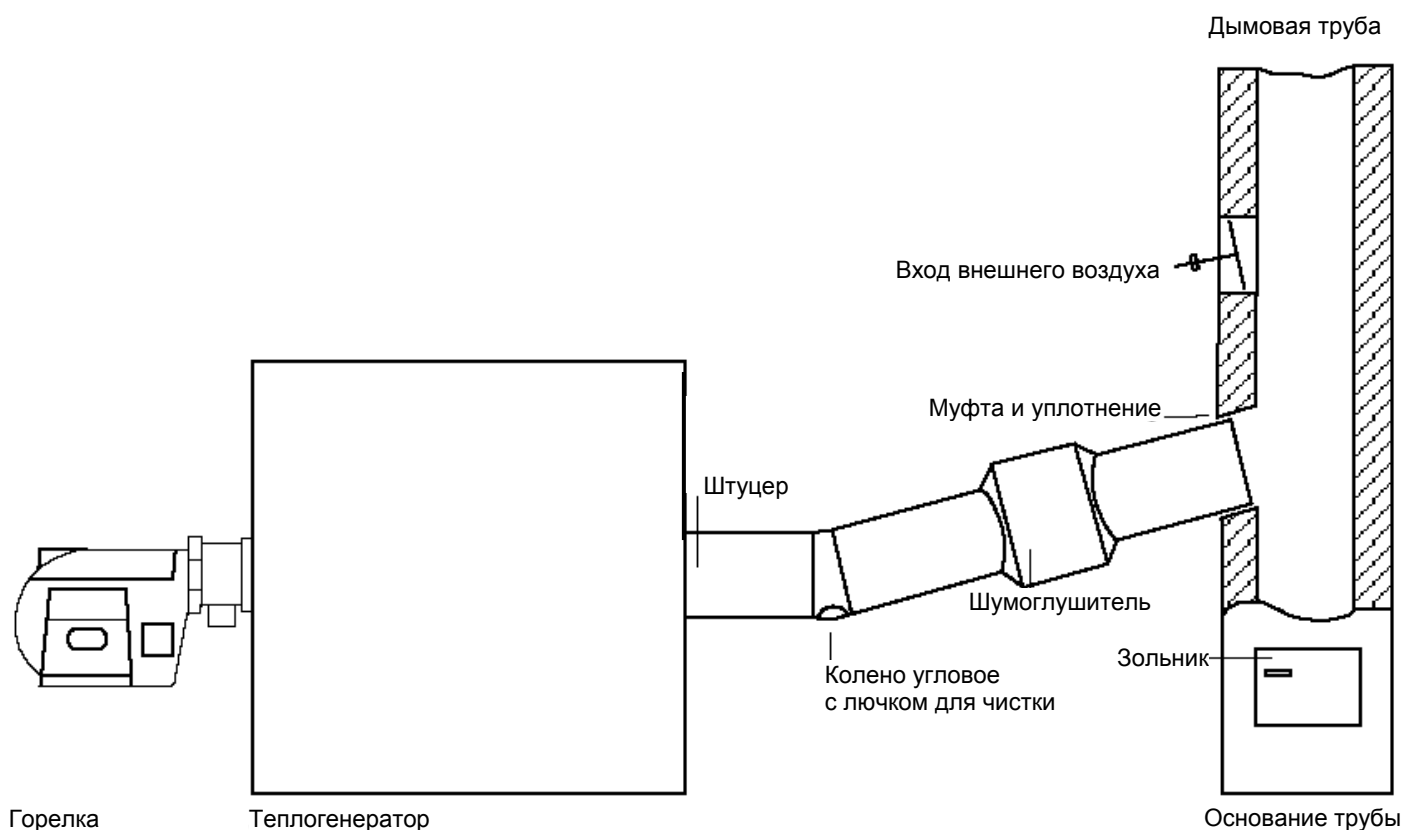 Дымовая труба
Вход внешнего воздуха
Муфта и уплотнение
Штуцер
Шумоглушитель
Зольник
Колено угловое
с лючком для чистки
Горелка
Теплогенератор
Основание трубы